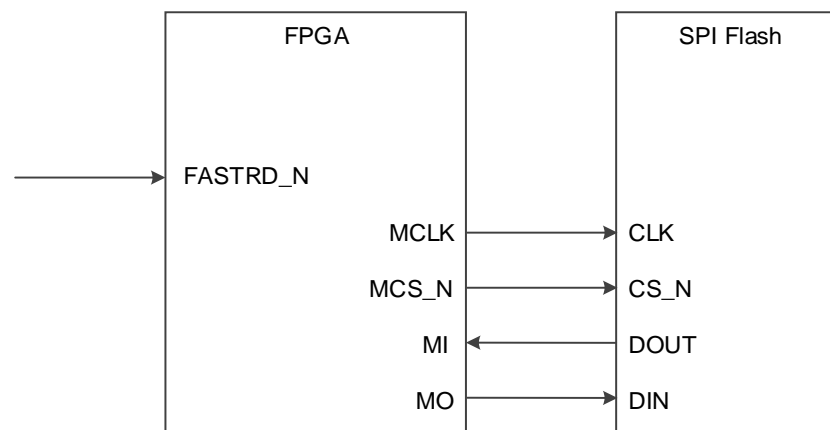 FPGA
SPI Flash
FASTRD_N
MCLK
CLK
MCS_N
CS_N
MI
DOUT
MO
DIN